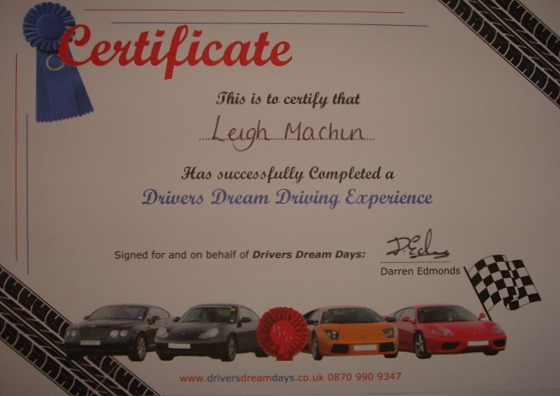 Certificate
This is to certify that
Leigh Machin
Has successfully Completed a
Drivers Dream Driving Experience
Signed for and on behalf of Drivers Dream Days:
Darren Edmonds
www.driversdreamdays.co.uk 0870 990 9347